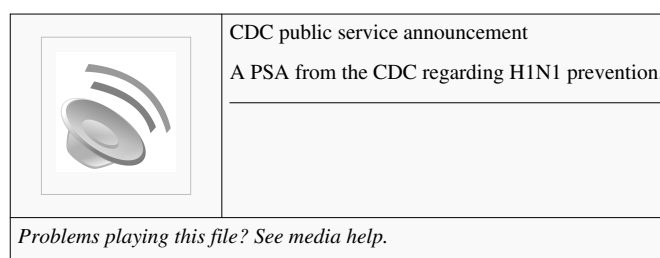 CDC public service announcement
A PSA from the CDC regarding H1N1 prevention
Problems playing this file? See media help.